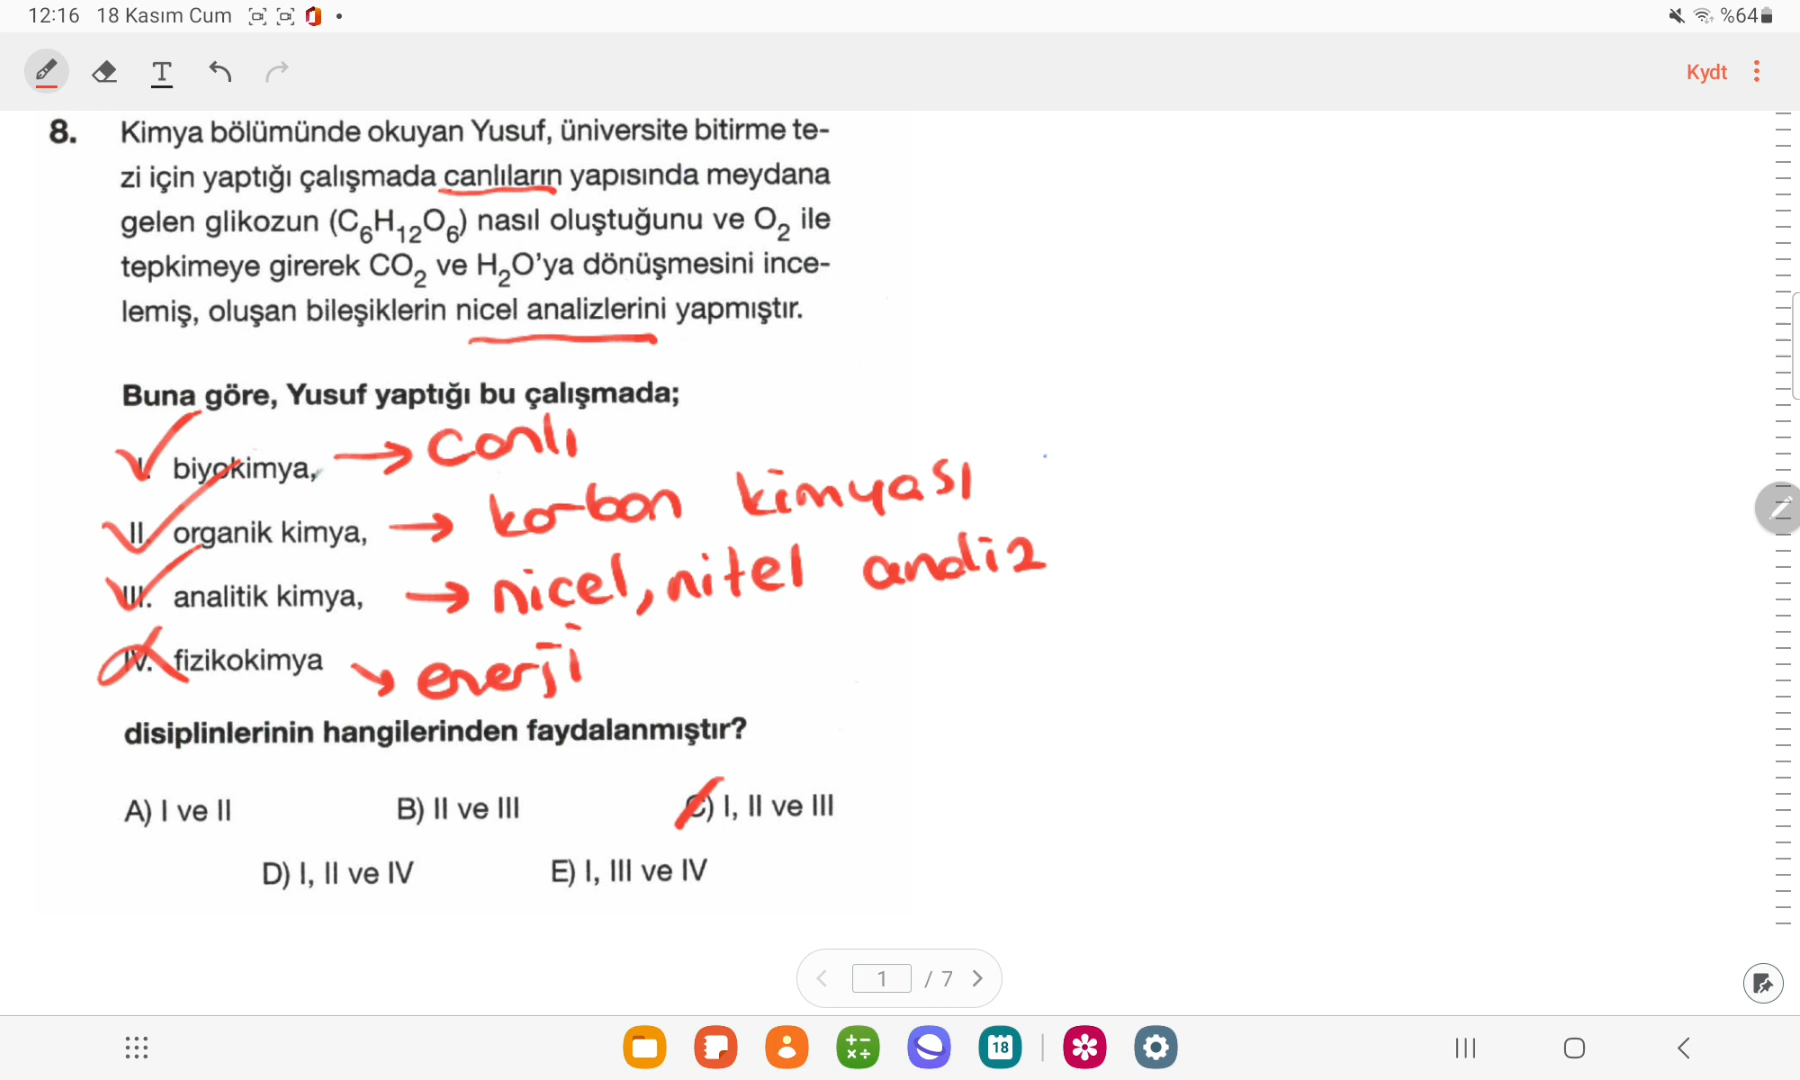 12:16 18 Kasım Cum
%64
Kydt
8. Kimya bölümünde okuyan Yusuf, üniversite bitirme te-
zi için yaptığı çalışmada canlıların yapısında meydana
gelen glikozun (C₆H₁₂O₆) nasıl oluştuğunu ve O₂ ile
tepkimeye girerek CO₂ ve H₂O'ya dönüşmesini ince-
lemiş, oluşan bileşiklerin nicel analizlerini yapmıştır.
Buna göre, Yusuf yaptığı bu çalışmada;
I. biyokimya, → canlı
II. organik kimya, → karbon kimyası
III. analitik kimya, → nicel, nitel analiz
IV. fizikokimya → enerji
disiplinlerinin hangilerinden faydalanmıştır?
A) I ve II B) II ve III C) I, II ve III
D) I, II ve IV E) I, III ve IV
1 / 7
18